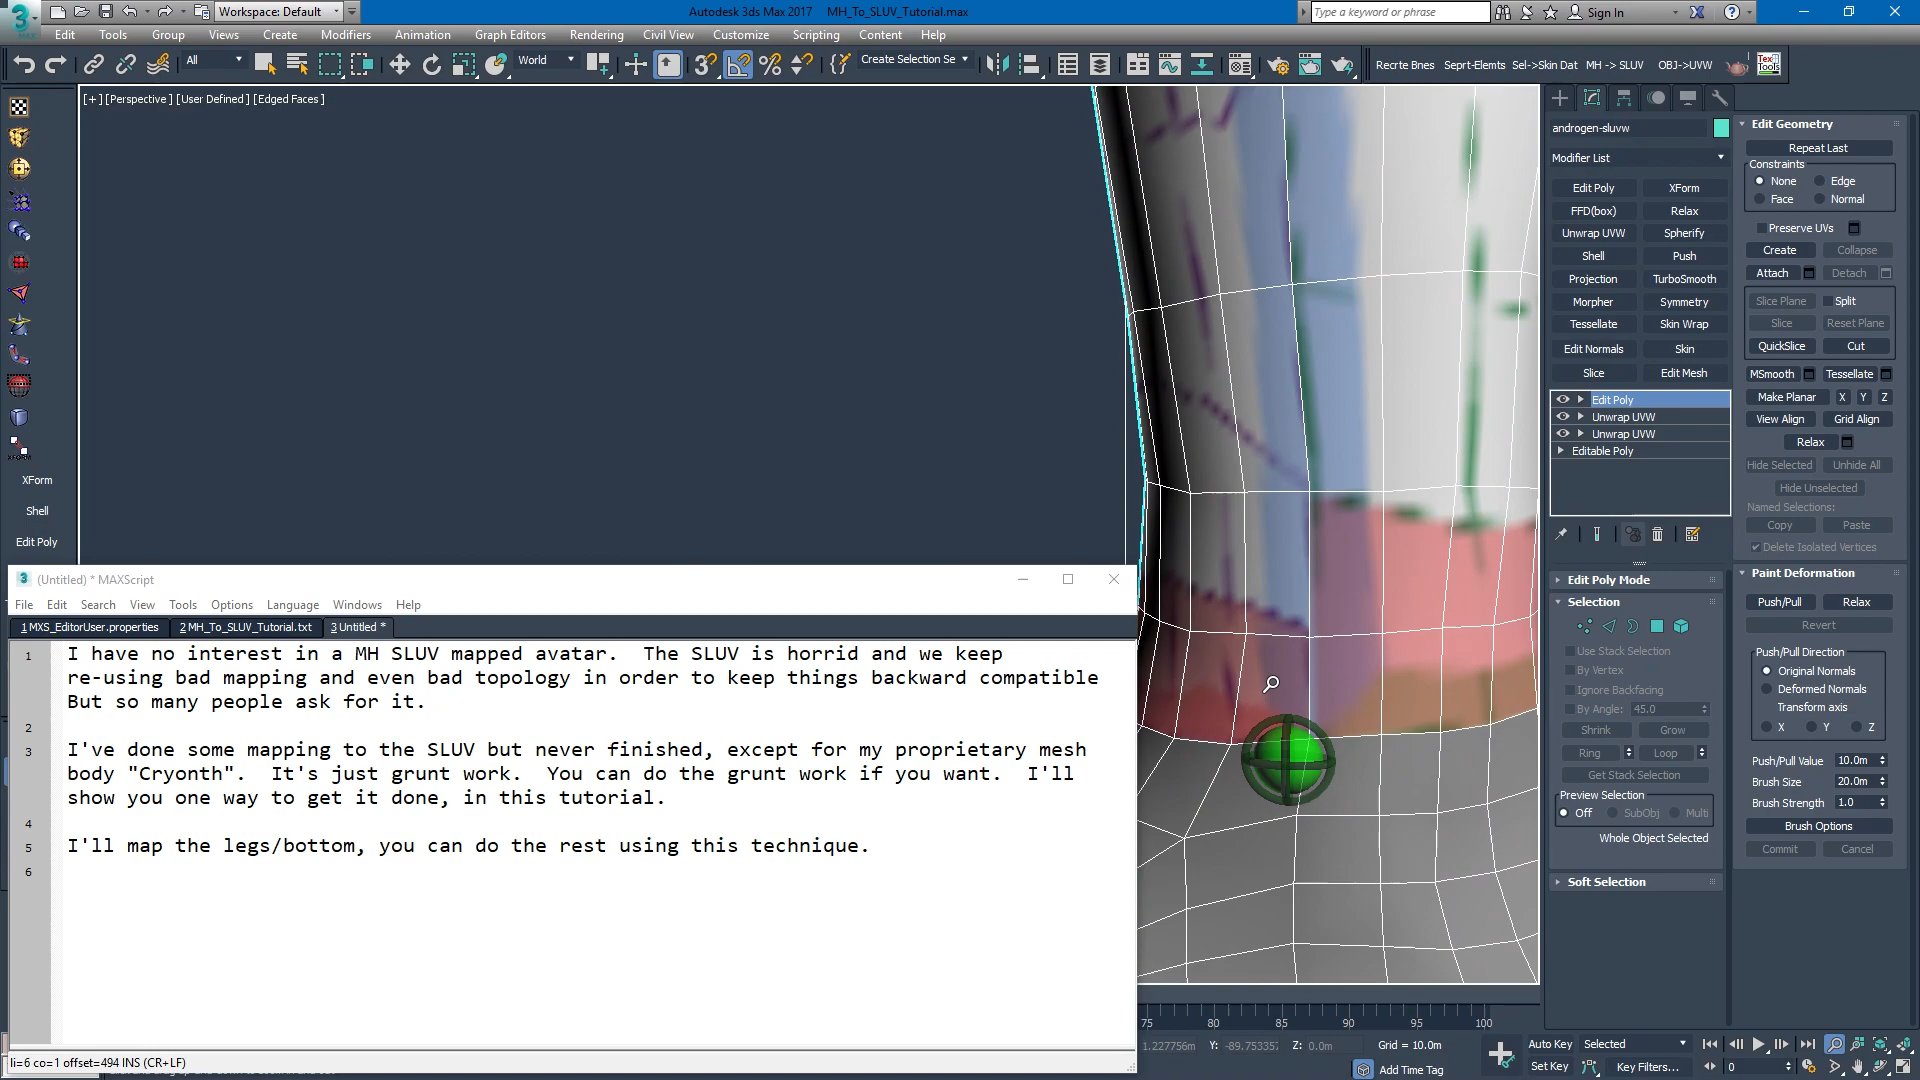 Workspace: Default
Autodesk 3ds Max 2017   MH_To_SLUV_Tutorial.max
Type a keyword or phrase
Sign In
Edit Tools Group Views Create Modifiers Animation Graph Editors Rendering Civil View Customize Scripting Content Help
All
World
Create Selection Se
Recrte Bnes Seprt-Elemts Sel->Skin Dat MH -> SLUV OBJ->UVW
[+] [Perspective] [User Defined] [Edged Faces]
XForm
Shell
Edit Poly
(Untitled) * MAXScript
File Edit Search View Tools Options Language Windows Help
1 MXS_EditorUser.properties 2 MH_To_SLUV_Tutorial.txt 3 Untitled *
1 I have no interest in a MH SLUV mapped avatar.  The SLUV is horrid and we keep
re-using bad mapping and even bad topology in order to keep things backward compatible
But so many people ask for it.
2
3 I've done some mapping to the SLUV but never finished, except for my proprietary mesh
body "Cryonth".  It's just grunt work.  You can do the grunt work if you want.  I'll
show you one way to get it done, in this tutorial.
4
5 I'll map the legs/bottom, you can do the rest using this technique.
6
li=6 co=1 offset=494 INS (CR+LF)
75 80 85 90 95 100
1.227756m Y: -89.75335 Z: 0.0m Grid = 10.0m
Add Time Tag
Auto Key Selected
Set Key Key Filters...
0
androgen-sluvw
Modifier List
Edit Poly XForm
FFD(box) Relax
Unwrap UVW Spherify
Shell Push
Projection TurboSmooth
Morpher Symmetry
Tessellate Skin Wrap
Edit Normals Skin
Slice Edit Mesh
Edit Poly
Unwrap UVW
Unwrap UVW
Editable Poly
Edit Poly Mode
Selection
Use Stack Selection
By Vertex
Ignore Backfacing
By Angle: 45.0
Shrink Grow
Ring Loop
Get Stack Selection
Preview Selection
Off SubObj Multi
Whole Object Selected
Soft Selection
Edit Geometry
Repeat Last
Constraints
None Edge
Face Normal
Preserve UVs
Create Collapse
Attach Detach
Slice Plane Split
Slice Reset Plane
QuickSlice Cut
MSmooth Tessellate
Make Planar X Y Z
View Align Grid Align
Relax
Hide Selected Unhide All
Hide Unselected
Named Selections:
Copy Paste
Delete Isolated Vertices
Paint Deformation
Push/Pull Relax
Revert
Push/Pull Direction
Original Normals
Deformed Normals
Transform axis
X Y Z
Push/Pull Value 10.0m
Brush Size 20.0m
Brush Strength 1.0
Brush Options
Commit Cancel